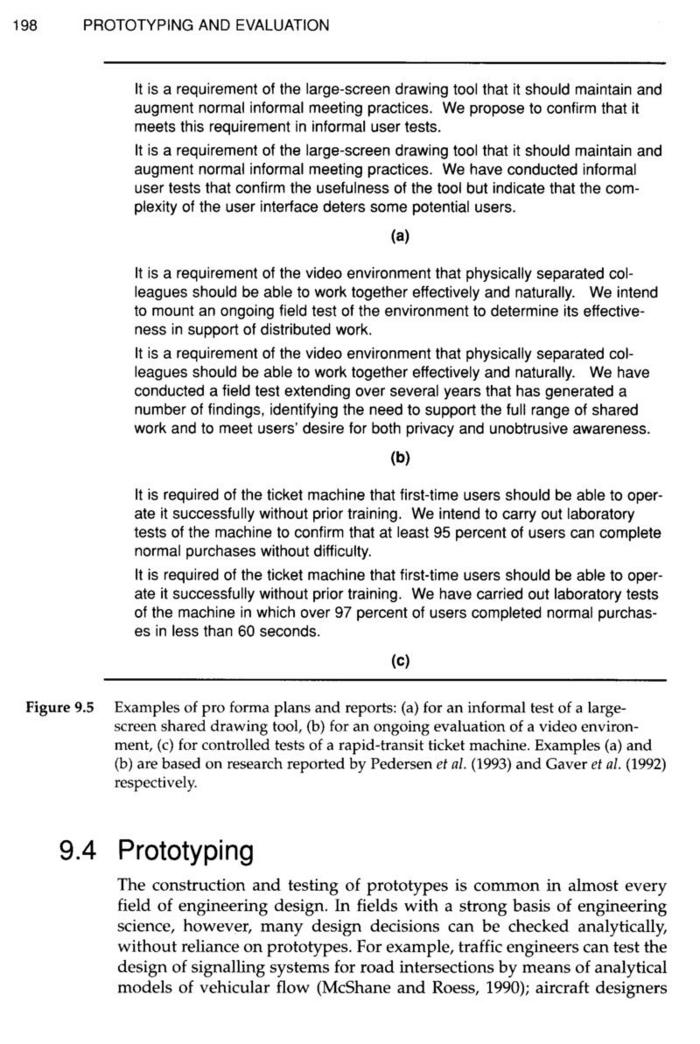 198 PROTOTYPING AND EVALUATION
It is a requirement of the large-screen drawing tool that it should maintain and
augment normal informal meeting practices. We propose to confirm that it
meets this requirement in informal user tests.
It is a requirement of the large-screen drawing tool that it should maintain and
augment normal informal meeting practices. We have conducted informal
user tests that confirm the usefulness of the tool but indicate that the com-
plexity of the user interface deters some potential users.
(a)
It is a requirement of the video environment that physically separated col-
leagues should be able to work together effectively and naturally. We intend
to mount an ongoing field test of the environment to determine its effective-
ness in support of distributed work.
It is a requirement of the video environment that physically separated col-
leagues should be able to work together effectively and naturally. We have
conducted a field test extending over several years that has generated a
number of findings, identifying the need to support the full range of shared
work and to meet users' desire for both privacy and unobtrusive awareness.
(b)
It is required of the ticket machine that first-time users should be able to oper-
ate it successfully without prior training. We intend to carry out laboratory
tests of the machine to confirm that at least 95 percent of users can complete
normal purchases without difficulty.
It is required of the ticket machine that first-time users should be able to oper-
ate it successfully without prior training. We have carried out laboratory tests
of the machine in which over 97 percent of users completed normal purchas-
es in less than 60 seconds.
(c)
Figure 9.5 Examples of pro forma plans and reports: (a) for an informal test of a large-
screen shared drawing tool, (b) for an ongoing evaluation of a video environ-
ment, (c) for controlled tests of a rapid-transit ticket machine. Examples (a) and
(b) are based on research reported by Pedersen et al. (1993) and Gaver et al. (1992)
respectively.
9.4 Prototyping
The construction and testing of prototypes is common in almost every
field of engineering design. In fields with a strong basis of engineering
science, however, many design decisions can be checked analytically,
without reliance on prototypes. For example, traffic engineers can test the
design of signalling systems for road intersections by means of analytical
models of vehicular flow (McShane and Roess, 1990); aircraft designers